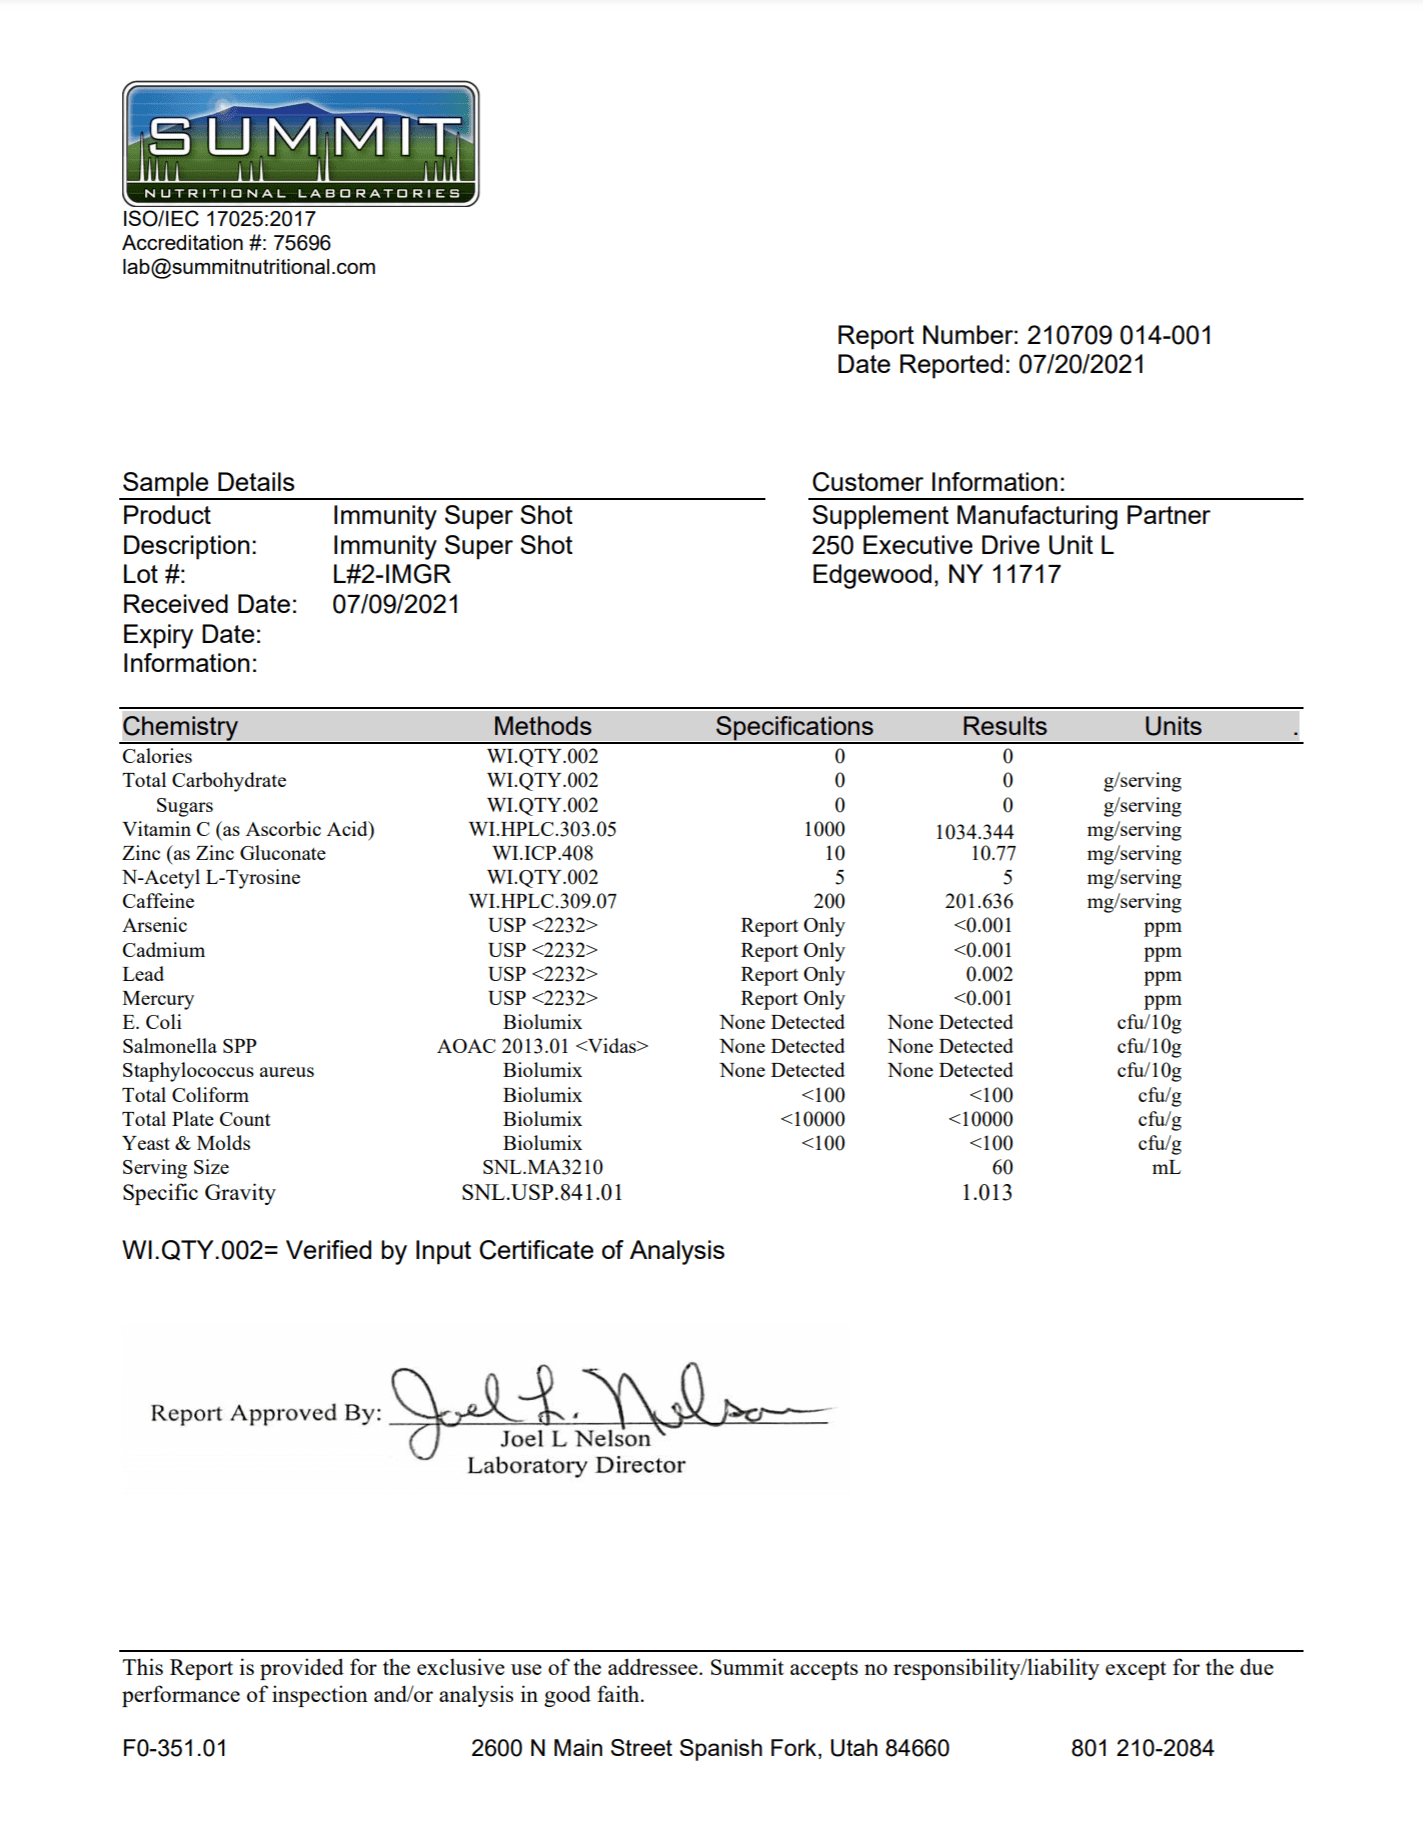 SUMMIT
NUTRITIONAL LABORATORIES
ISO/IEC 17025:2017
Accreditation #: 75696
lab@summitnutritional.com
Report Number: 210709 014-001
Date Reported: 07/20/2021
Sample Details Customer Information:
Product Immunity Super Shot Supplement Manufacturing Partner
Description: Immunity Super Shot 250 Executive Drive Unit L
Lot #: L#2-IMGR Edgewood, NY 11717
Received Date: 07/09/2021
Expiry Date:
Information:
Chemistry Methods Specifications Results Units .
Calories WI.QTY.002 0 0
Total Carbohydrate WI.QTY.002 0 0 g/serving
Sugars WI.QTY.002 0 0 g/serving
Vitamin C (as Ascorbic Acid) WI.HPLC.303.05 1000 1034.344 mg/serving
Zinc (as Zinc Gluconate WI.ICP.408 10 10.77 mg/serving
N-Acetyl L-Tyrosine WI.QTY.002 5 5 mg/serving
Caffeine WI.HPLC.309.07 200 201.636 mg/serving
Arsenic USP <2232> Report Only <0.001 ppm
Cadmium USP <2232> Report Only <0.001 ppm
Lead USP <2232> Report Only 0.002 ppm
Mercury USP <2232> Report Only <0.001 ppm
E. Coli Biolumix None Detected None Detected cfu/10g
Salmonella SPP AOAC 2013.01 <Vidas> None Detected None Detected cfu/10g
Staphylococcus aureus Biolumix None Detected None Detected cfu/10g
Total Coliform Biolumix <100 <100 cfu/g
Total Plate Count Biolumix <10000 <10000 cfu/g
Yeast & Molds Biolumix <100 <100 cfu/g
Serving Size SNL.MA3210 60 mL
Specific Gravity SNL.USP.841.01 1.013
WI.QTY.002= Verified by Input Certificate of Analysis
Report Approved By: Joel L. Nelson
Joel L Nelson
Laboratory Director
This Report is provided for the exclusive use of the addressee. Summit accepts no responsibility/liability except for the due
performance of inspection and/or analysis in good faith.
F0-351.01 2600 N Main Street Spanish Fork, Utah 84660 801 210-2084